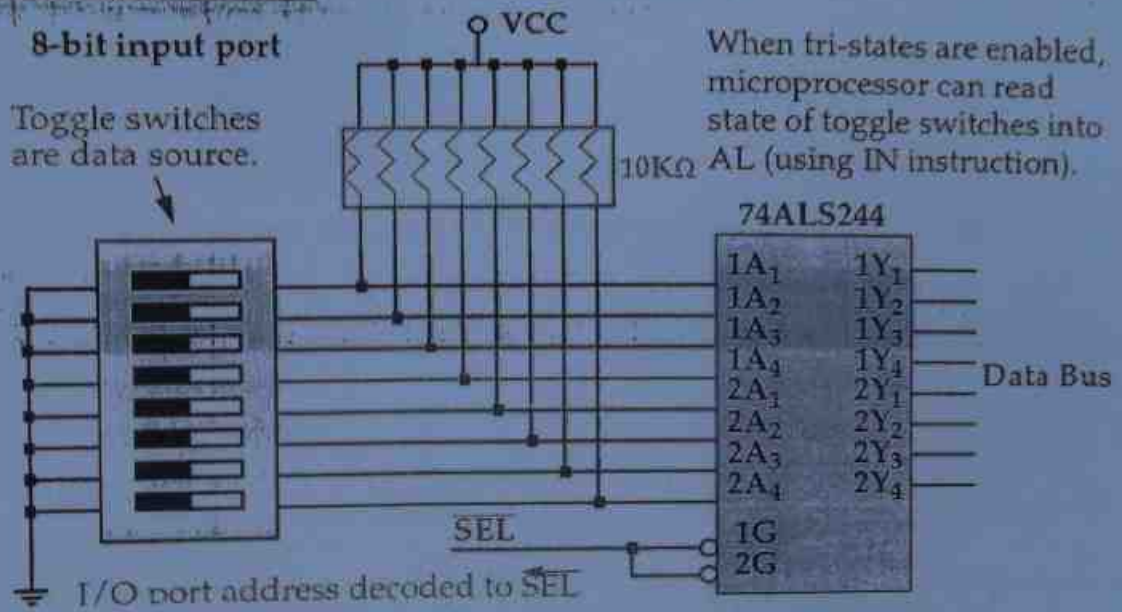 8-bit input port
VCC
When tri-states are enabled,
microprocessor can read
state of toggle switches into
AL (using IN instruction).
Toggle switches
are data source.
10KΩ
74ALS244
1A₁ 1Y₁
1A₂ 1Y₂
1A₃ 1Y₃
1A₄ 1Y₄
2A₁ 2Y₁
2A₂ 2Y₂
2A₃ 2Y₃
2A₄ 2Y₄
Data Bus
S̅E̅L̅
1G
2G
I/O port address decoded to S̅E̅L̅